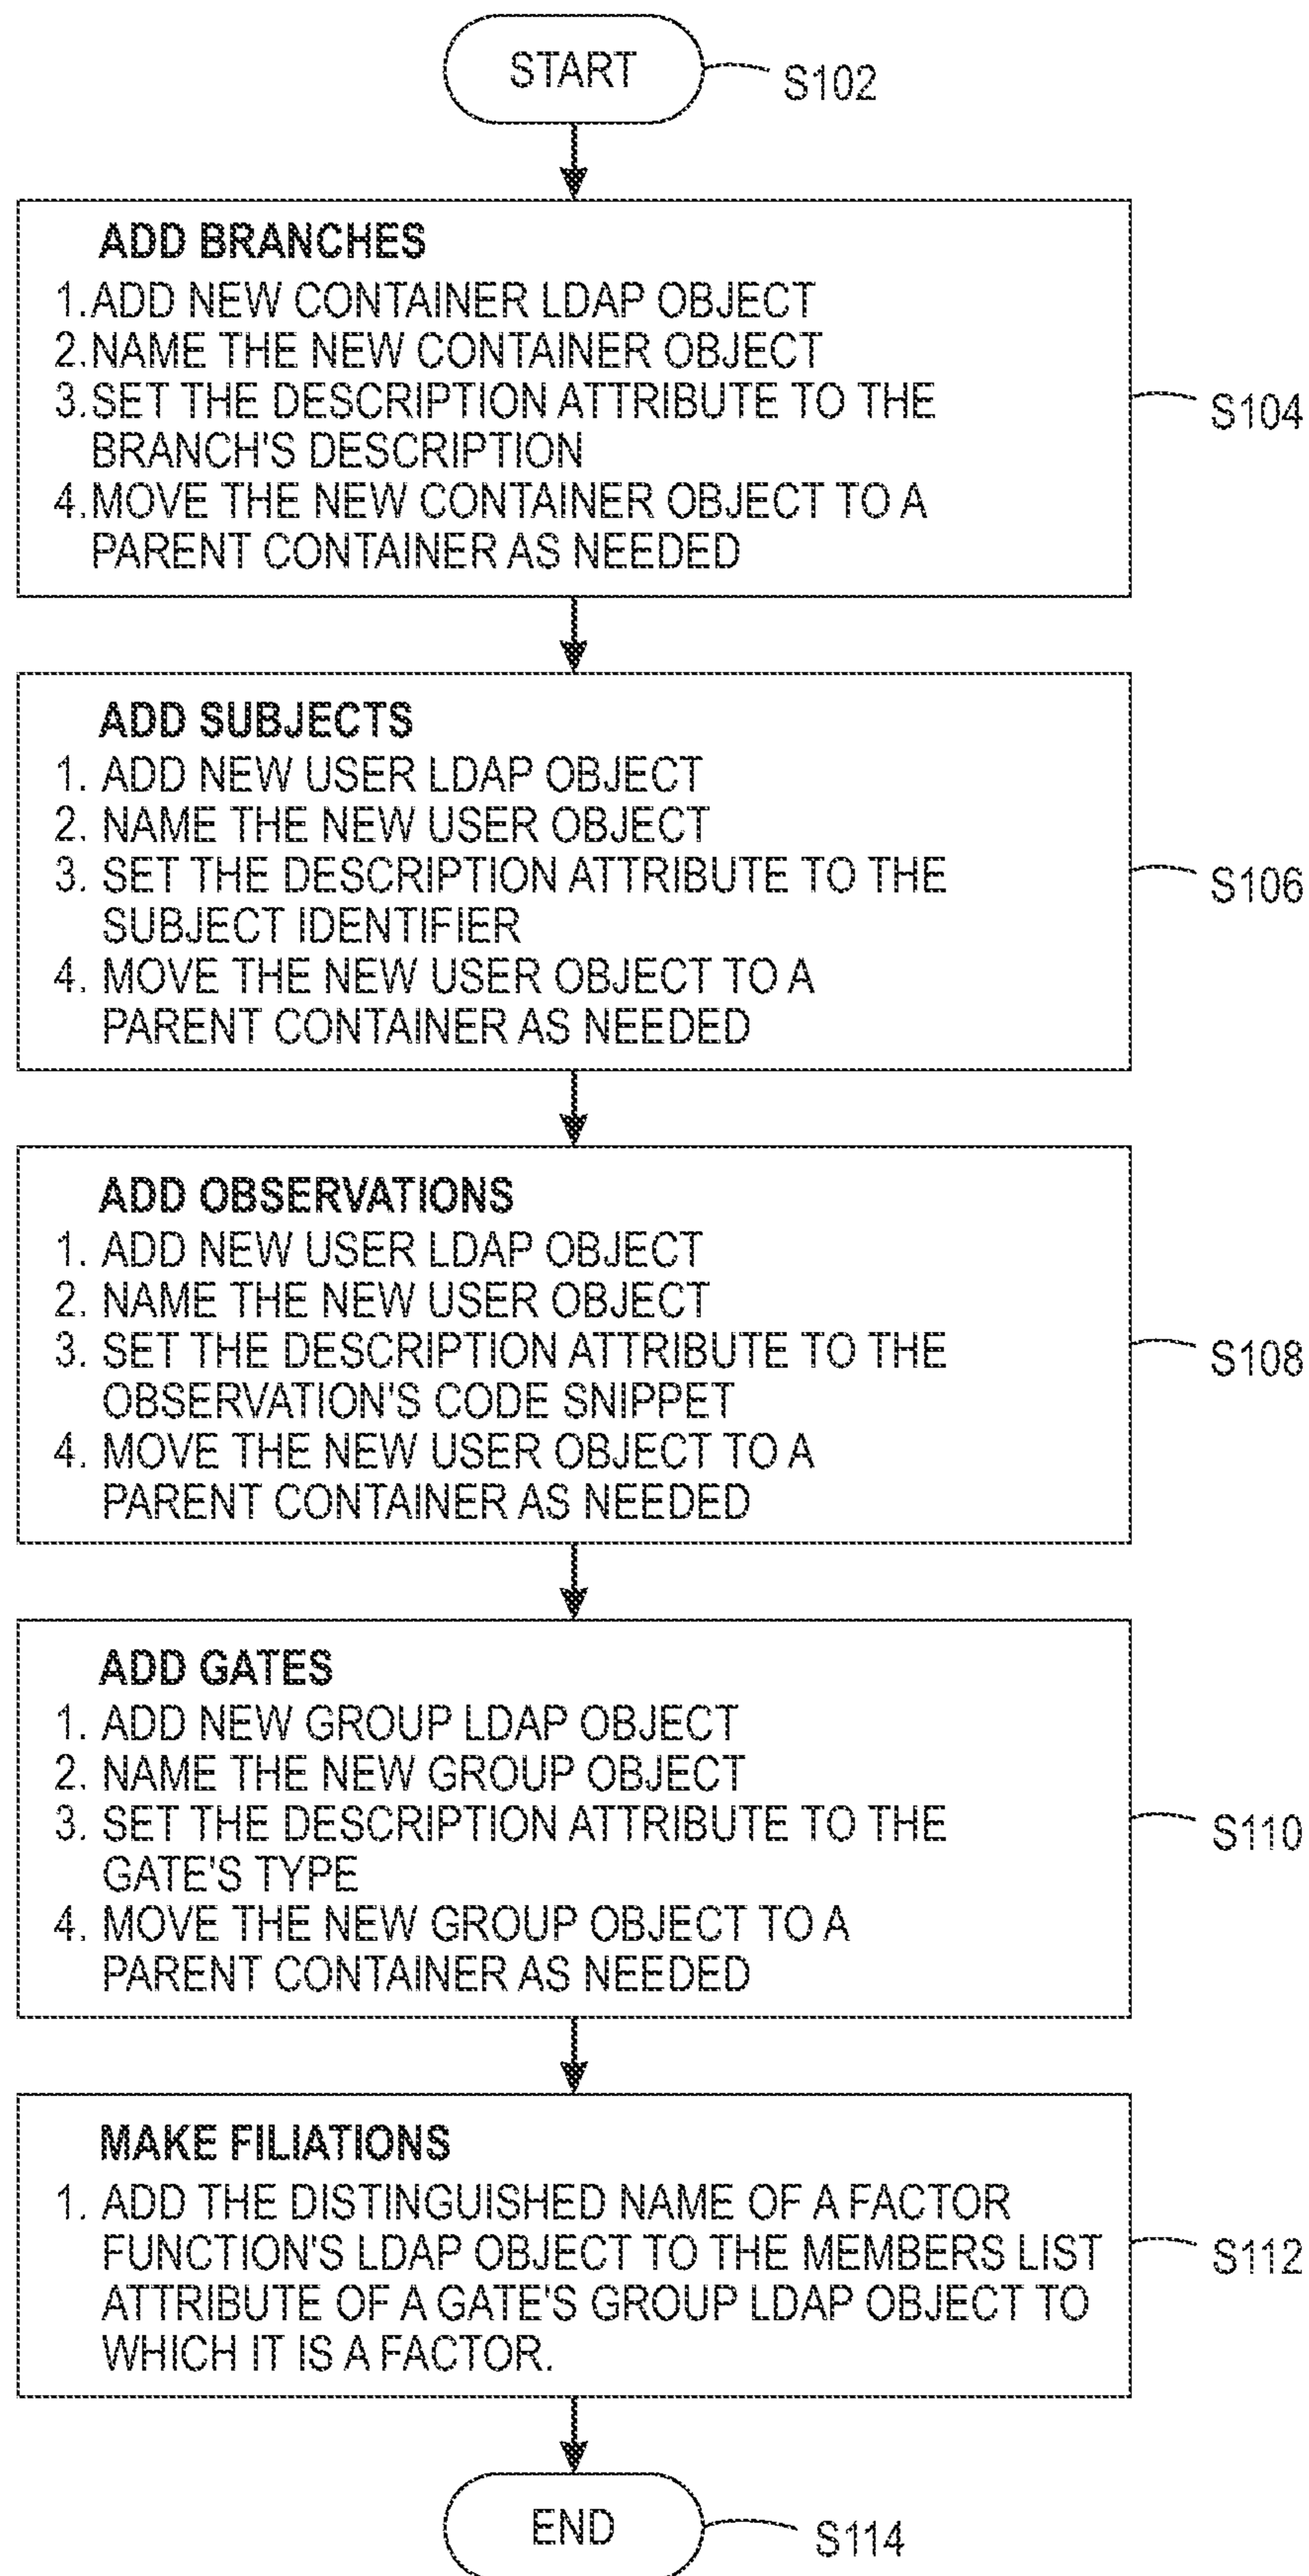 START
S102
ADD BRANCHES
1. ADD NEW CONTAINER LDAP OBJECT
2. NAME THE NEW CONTAINER OBJECT
3. SET THE DESCRIPTION ATTRIBUTE TO THE
BRANCH'S DESCRIPTION
4. MOVE THE NEW CONTAINER OBJECT TO A
PARENT CONTAINER AS NEEDED
S104
ADD SUBJECTS
1. ADD NEW USER LDAP OBJECT
2. NAME THE NEW USER OBJECT
3. SET THE DESCRIPTION ATTRIBUTE TO THE
SUBJECT IDENTIFIER
4. MOVE THE NEW USER OBJECT TO A
PARENT CONTAINER AS NEEDED
S106
ADD OBSERVATIONS
1. ADD NEW USER LDAP OBJECT
2. NAME THE NEW USER OBJECT
3. SET THE DESCRIPTION ATTRIBUTE TO THE
OBSERVATION'S CODE SNIPPET
4. MOVE THE NEW USER OBJECT TO A
PARENT CONTAINER AS NEEDED
S108
ADD GATES
1. ADD NEW GROUP LDAP OBJECT
2. NAME THE NEW GROUP OBJECT
3. SET THE DESCRIPTION ATTRIBUTE TO THE
GATE'S TYPE
4. MOVE THE NEW GROUP OBJECT TO A
PARENT CONTAINER AS NEEDED
S110
MAKE FILIATIONS
1. ADD THE DISTINGUISHED NAME OF A FACTOR
FUNCTION'S LDAP OBJECT TO THE MEMBERS LIST
ATTRIBUTE OF A GATE'S GROUP LDAP OBJECT TO
WHICH IT IS A FACTOR.
S112
END
S114